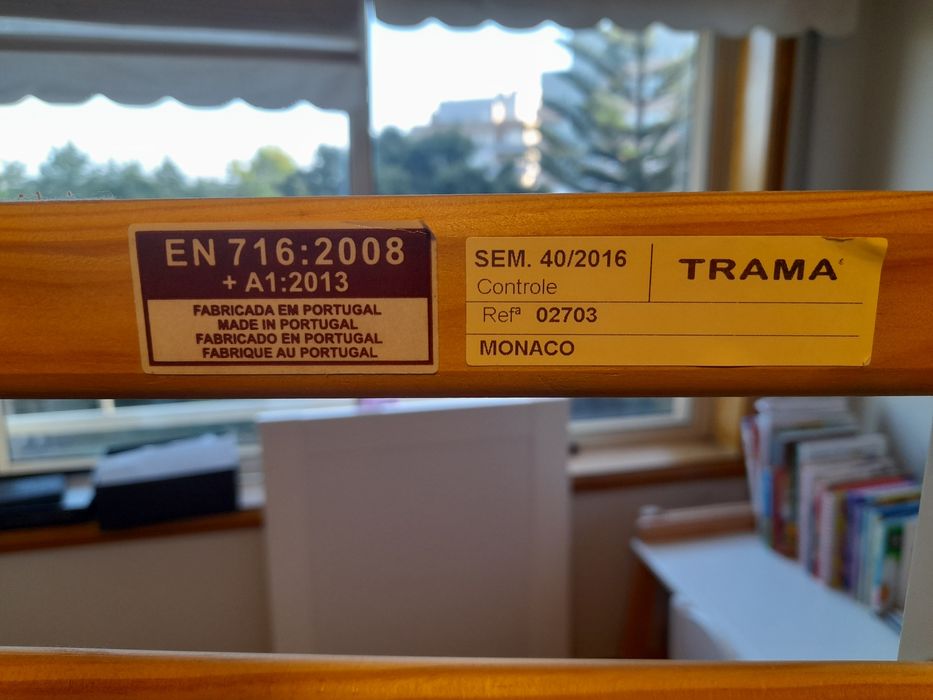 EN 716:2008
+ A1:2013
FABRICADA EM PORTUGAL
MADE IN PORTUGAL
FABRICADO EN PORTUGAL
FABRIQUE AU PORTUGAL
SEM. 40/2016
Controle
TRAMA
Refª 02703
MONACO